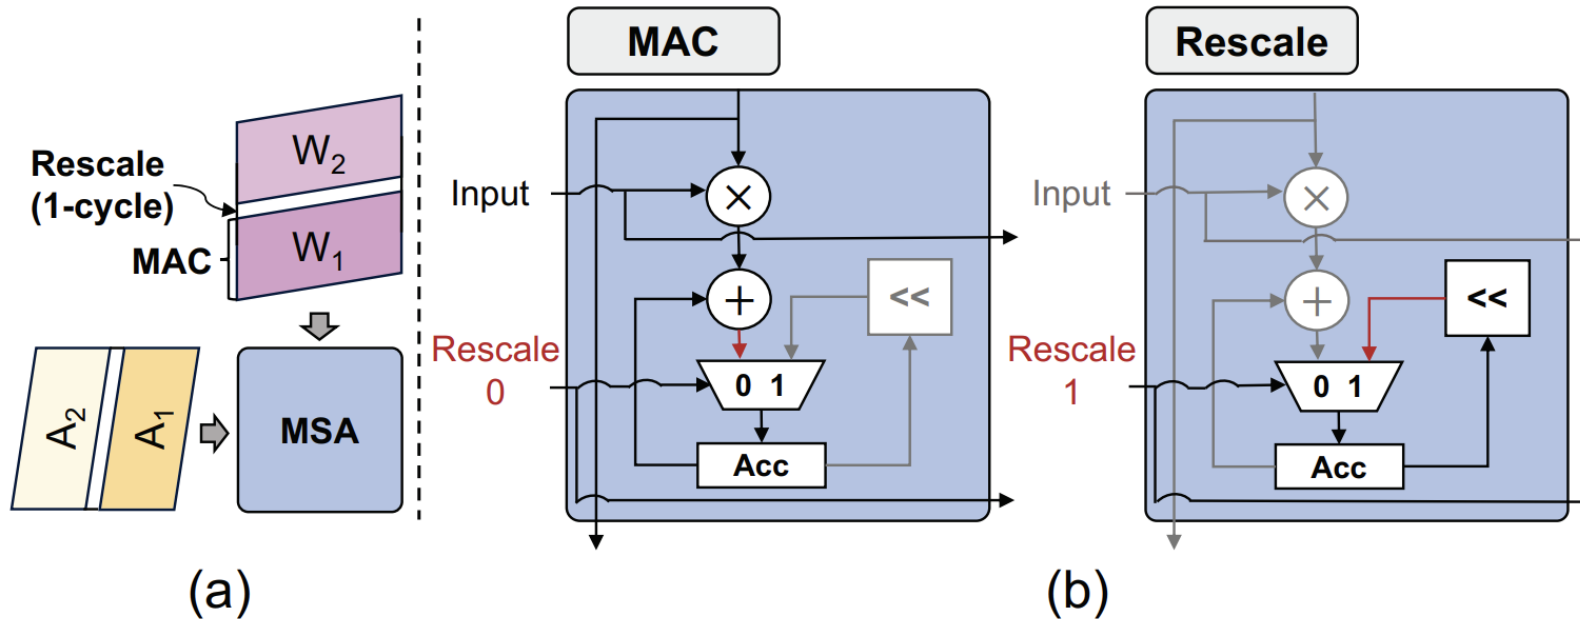 MAC
Rescale
W₂
Rescale
(1-cycle)
W₁
MAC
Input
×
+
<<
Rescale
0
0 1
Acc
Input
×
+
<<
Rescale
1
0 1
Acc
A₂
A₁
MSA
(a)
(b)